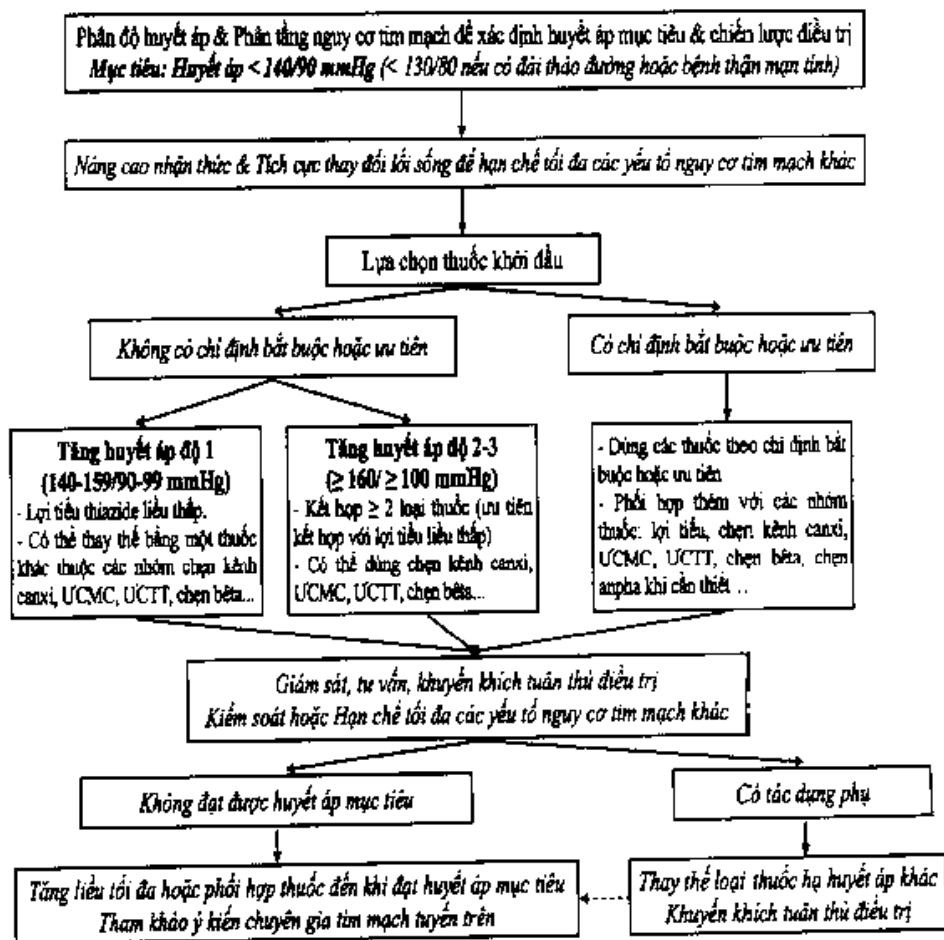 Phân độ huyết áp & Phân tầng nguy cơ tim mạch để xác định huyết áp mục tiêu & chiến lược điều trị
Mục tiêu: Huyết áp < 140/90 mmHg (< 130/80 nếu có đái tháo đường hoặc bệnh thận mạn tính)
Nâng cao nhận thức & Tích cực thay đổi lối sống để hạn chế tối đa các yếu tố nguy cơ tim mạch khác
Lựa chọn thuốc khởi đầu
Không có chỉ định bắt buộc hoặc ưu tiên
Có chỉ định bắt buộc hoặc ưu tiên
Tăng huyết áp độ 1
(140-159/90-99 mmHg)
- Lợi tiểu thiazide liều thấp.
- Có thể thay thế bằng một thuốc
khác thuộc các nhóm chẹn kênh
canxi, ƯCMC, ƯCTT, chẹn bêta...
Tăng huyết áp độ 2-3
(≥ 160/ ≥ 100 mmHg)
- Kết hợp ≥ 2 loại thuốc (ưu tiên
kết hợp với lợi tiểu liều thấp)
- Có thể dùng chẹn kênh canxi,
ƯCMC, ƯCTT, chẹn bêta...
- Dùng các thuốc theo chỉ định bắt
buộc hoặc ưu tiên
- Phối hợp thêm với các nhóm
thuốc: lợi tiểu, chẹn kênh canxi,
ƯCMC, ƯCTT, chẹn bêta, chẹn
anpha khi cần thiết ...
Giám sát, tư vấn, khuyến khích tuân thủ điều trị
Kiểm soát hoặc Hạn chế tối đa các yếu tố nguy cơ tim mạch khác
Không đạt được huyết áp mục tiêu
Có tác dụng phụ
Tăng liều tối đa hoặc phối hợp thuốc đến khi đạt huyết áp mục tiêu
Tham khảo ý kiến chuyên gia tim mạch tuyến trên
Thay thế loại thuốc hạ huyết áp khác
Khuyến khích tuân thủ điều trị